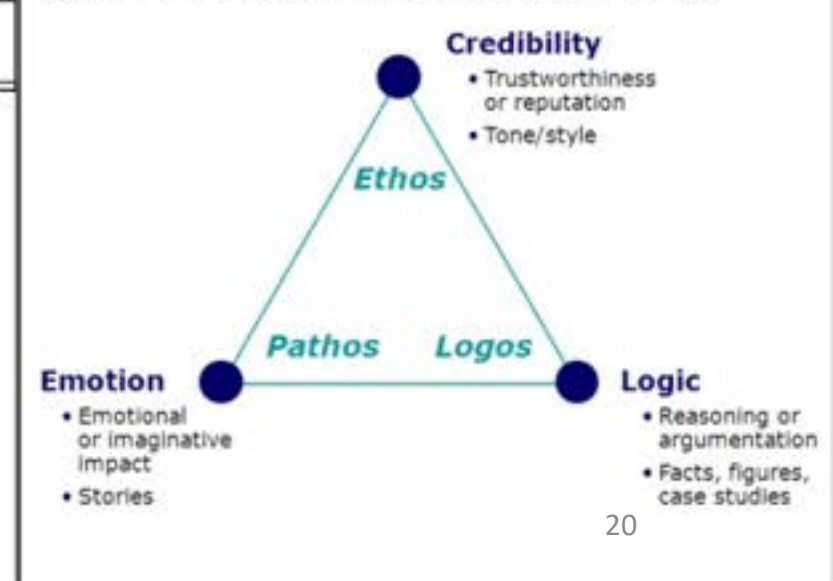 Credibility
• Trustworthiness
or reputation
• Tone/style
Ethos
Pathos
Logos
Emotion
• Emotional
or imaginative
impact
• Stories
Logic
• Reasoning or
argumentation
• Facts, figures,
case studies
20